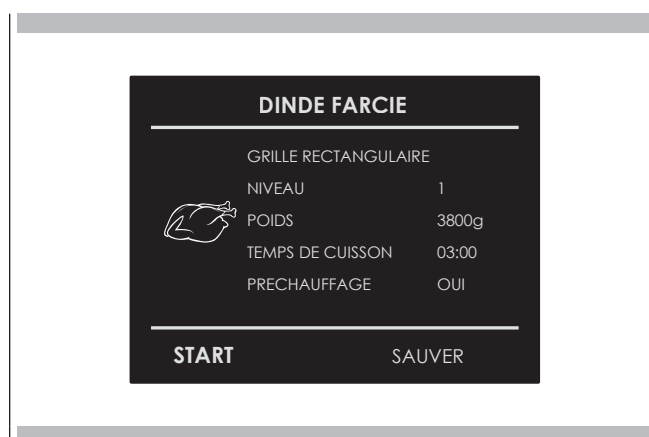 DINDE FARCIE
GRILLE RECTANGULAIRE
NIVEAU 1
POIDS 3800g
TEMPS DE CUISSON 03:00
PRECHAUFFAGE OUI
START SAUVER